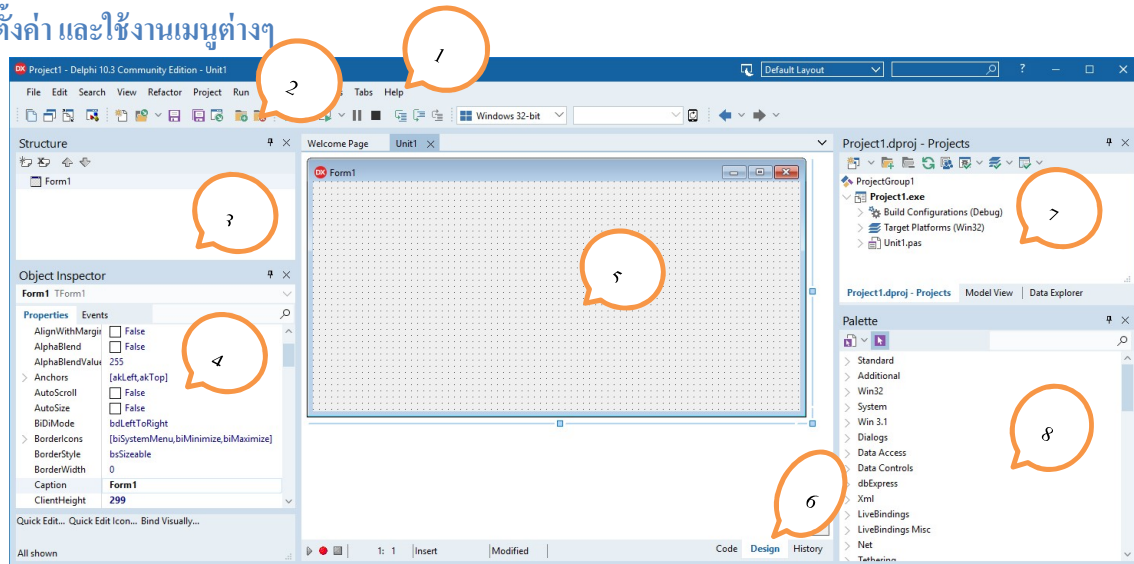 ตั้งค่า และใช้งานเมนูต่างๆ
1
Project1 - Delphi 10.3 Community Edition - Unit1
Default Layout
?
2
File Edit Search View Refactor Project Run Tabs Help
Windows 32-bit
Structure
Form1
3
Welcome Page Unit1
Form1
5
Project1.dproj - Projects
ProjectGroup1
Project1.exe
Build Configurations (Debug)
Target Platforms (Win32)
Unit1.pas
7
Project1.dproj - Projects Model View Data Explorer
Object Inspector
Form1 TForm1
Properties Events
AlignWithMargin False
AlphaBlend False
AlphaBlendValue 255
Anchors [akLeft,akTop]
AutoScroll False
AutoSize False
BiDiMode bdLeftToRight
BorderIcons [biSystemMenu,biMinimize,biMaximize]
BorderStyle bsSizeable
BorderWidth 0
Caption Form1
ClientHeight 299
4
Quick Edit... Quick Edit Icon... Bind Visually...
All shown
6
1: 1 Insert Modified
Code Design History
Palette
Standard
Additional
Win32
System
Win 3.1
Dialogs
Data Access
Data Controls
dbExpress
Xml
LiveBindings
LiveBindings Misc
Net
Tethering
8